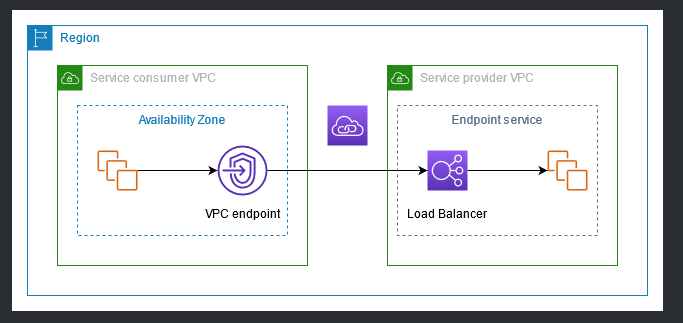 Region
Service consumer VPC
Service provider VPC
Availability Zone
Endpoint service
VPC endpoint
Load Balancer